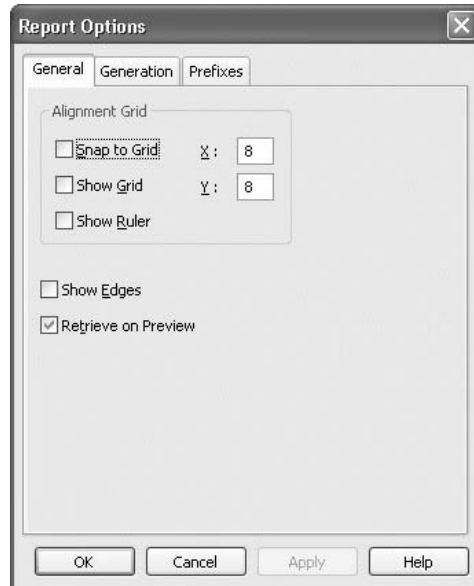 Report Options
General Generation Prefixes
Alignment Grid
Snap to Grid X: 8
Show Grid Y: 8
Show Ruler
Show Edges
Retrieve on Preview
OK Cancel Apply Help